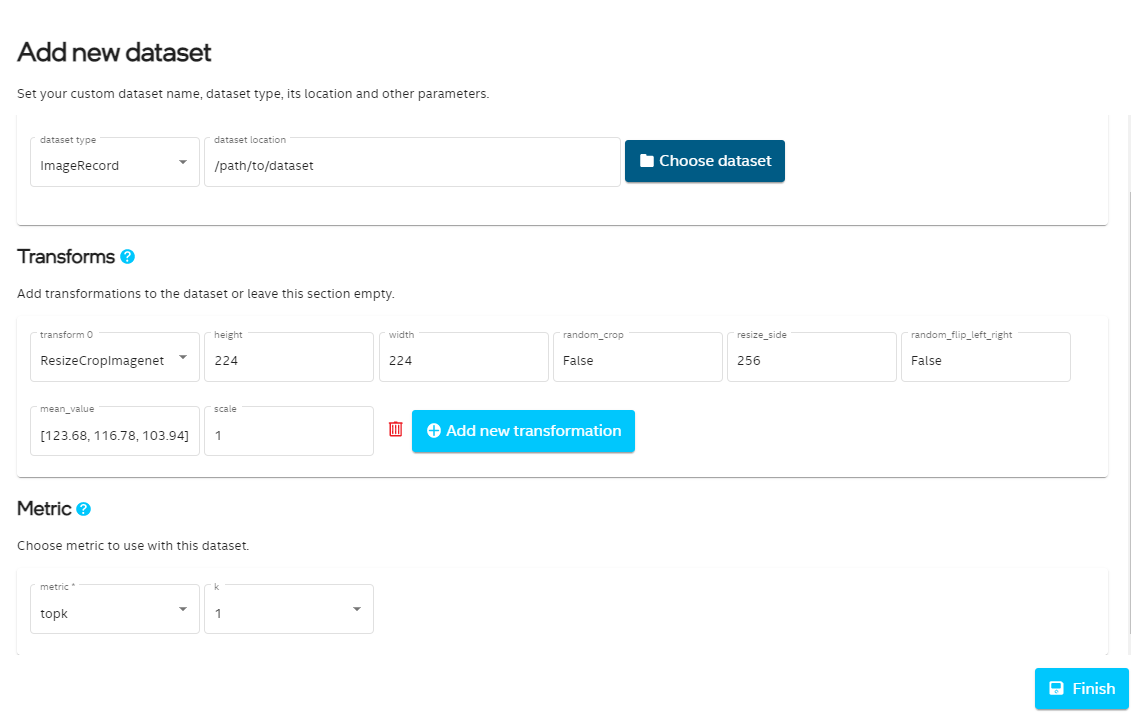 Add new dataset
Set your custom dataset name, dataset type, its location and other parameters.
dataset type
dataset location
ImageRecord
/path/to/dataset
Choose dataset
Transforms ?
Add transformations to the dataset or leave this section empty.
transform 0
height
width
random_crop
resize_side
random_flip_left_right
ResizeCropImagenet
224
224
False
256
False
mean_value
scale
[123.68, 116.78, 103.94]
1
Add new transformation
Metric ?
Choose metric to use with this dataset.
metric *
k
topk
1
Finish